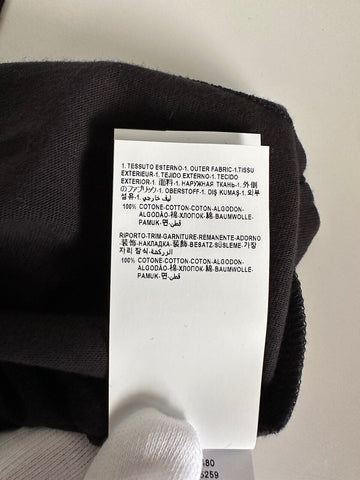 1. TESSUTO ESTERNO-1. OUTER FABRIC-1.TISSU
EXTERIEUR-1. TEJIDO EXTERNO-1. TECIDO
EXTERIOR-1. 面料-1. НАРУЖНАЯ ТКАНЬ-1. 外側
のファブリック-1. OBERSTOFF-1. DIŞ KUMAŞ-1. 외부
섬유-1. ليف خارجي
100% COTONE-COTTON-COTON-ALGODON-
ALGODÃO-棉-ХЛОПОК-綿-BAUMWOLLE-
PAMUK-면-قطن
RIPORTO-TRIM-GARNITURE-REMANENTE-ADORNO
-装饰-НАКЛАДКА-装飾-BESATZ-SÜSLEME-가장
자리 장식-الزركشة
100% COTONE-COTTON-COTON-ALGODON-
ALGODÃO-棉-ХЛОПОК-綿-BAUMWOLLE-
PAMUK-면-قطن
480
5259